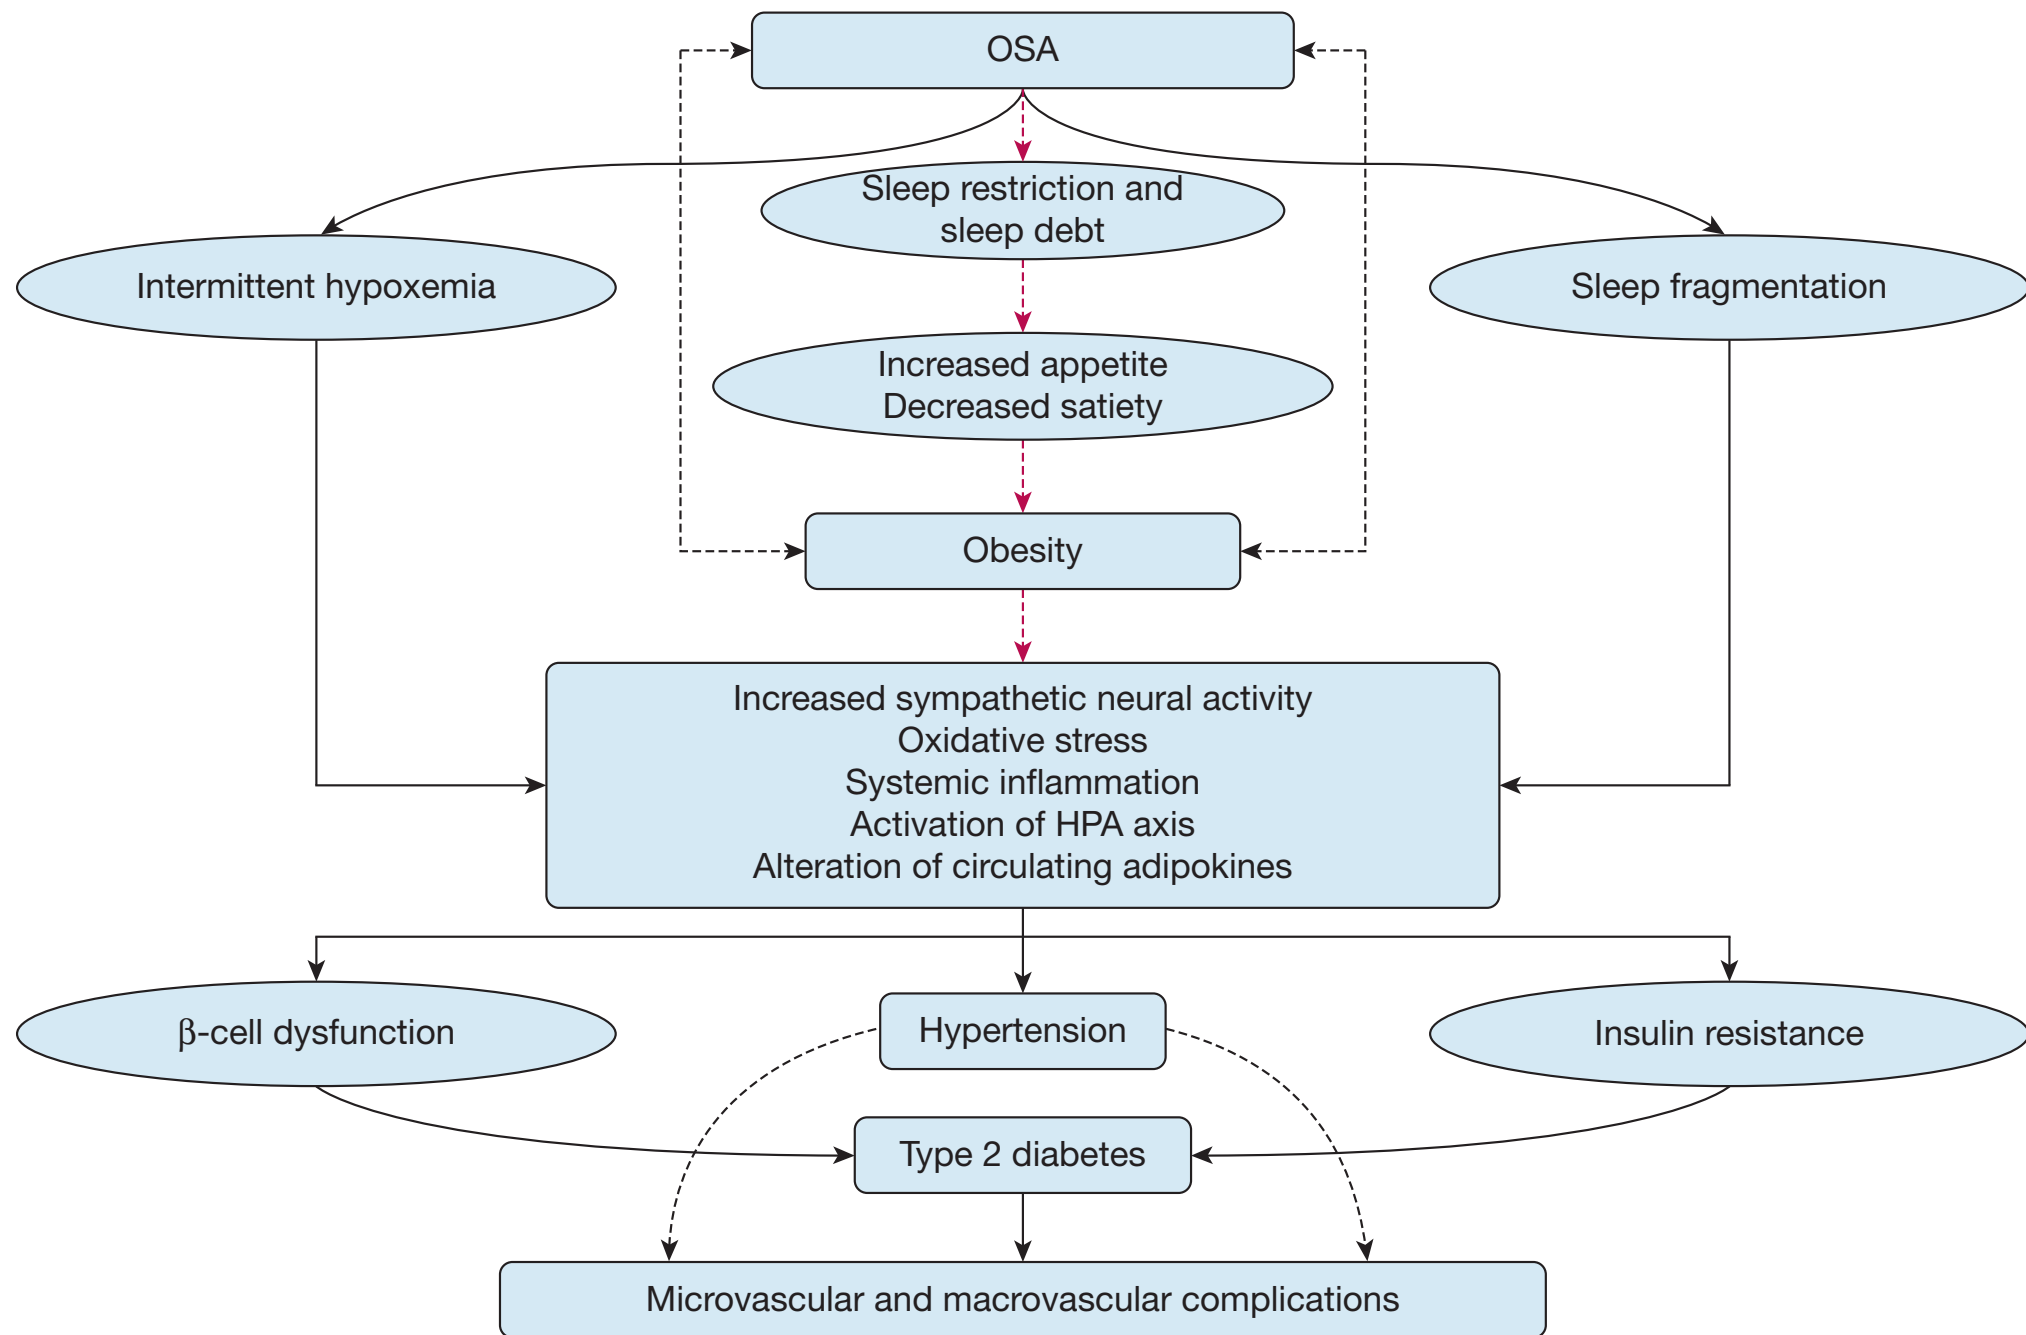 OSA
Sleep restriction and
sleep debt
Intermittent hypoxemia
Sleep fragmentation
Increased appetite
Decreased satiety
Obesity
Increased sympathetic neural activity
Oxidative stress
Systemic inflammation
Activation of HPA axis
Alteration of circulating adipokines
β-cell dysfunction
Hypertension
Insulin resistance
Type 2 diabetes
Microvascular and macrovascular complications